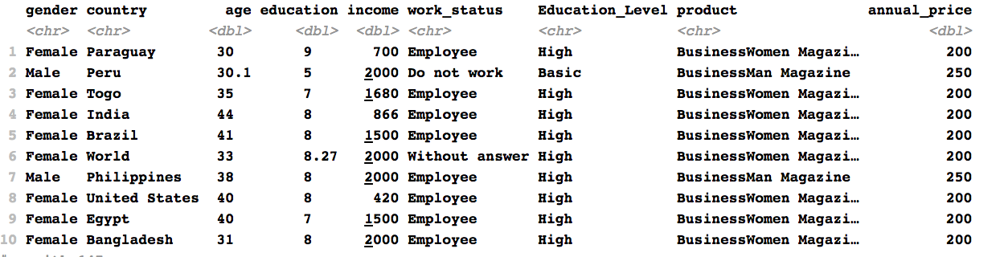 gender country age education income work_status Education_Level product annual_price
<chr> <chr> <dbl> <dbl> <dbl> <chr> <chr> <chr> <dbl>
1 Female Paraguay 30 9 700 Employee High BusinessWomen Magazi… 200
2 Male Peru 30.1 5 2000 Do not work Basic BusinessMan Magazine 250
3 Female Togo 35 7 1680 Employee High BusinessWomen Magazi… 200
4 Female India 44 8 866 Employee High BusinessWomen Magazi… 200
5 Female Brazil 41 8 1500 Employee High BusinessWomen Magazi… 200
6 Female World 33 8.27 2000 Without answer High BusinessWomen Magazi… 200
7 Male Philippines 38 8 2000 Employee High BusinessMan Magazine 250
8 Female United States 40 8 420 Employee High BusinessWomen Magazi… 200
9 Female Egypt 40 7 1500 Employee High BusinessWomen Magazi… 200
10 Female Bangladesh 31 8 2000 Employee High BusinessWomen Magazi… 200